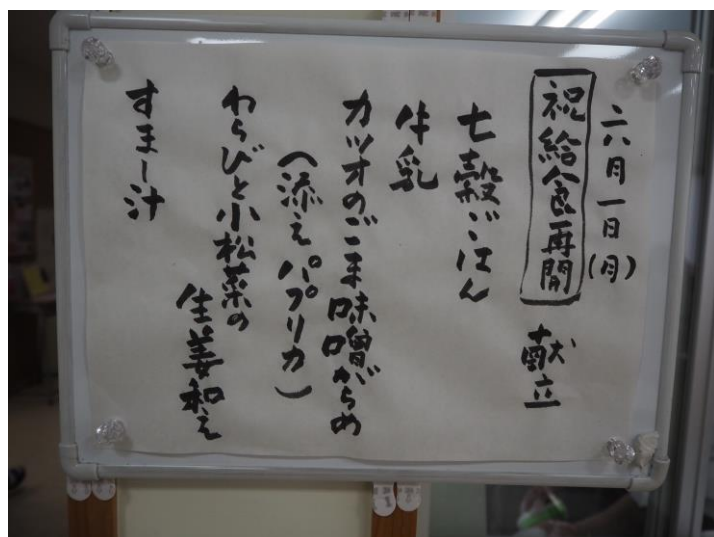 六月一日(月)
祝給食再開 献立
七穀ごはん
牛乳
カツオのごま味噌がらめ
(添えパプリカ)
わらびと小松菜の
生姜和え
すまし汁